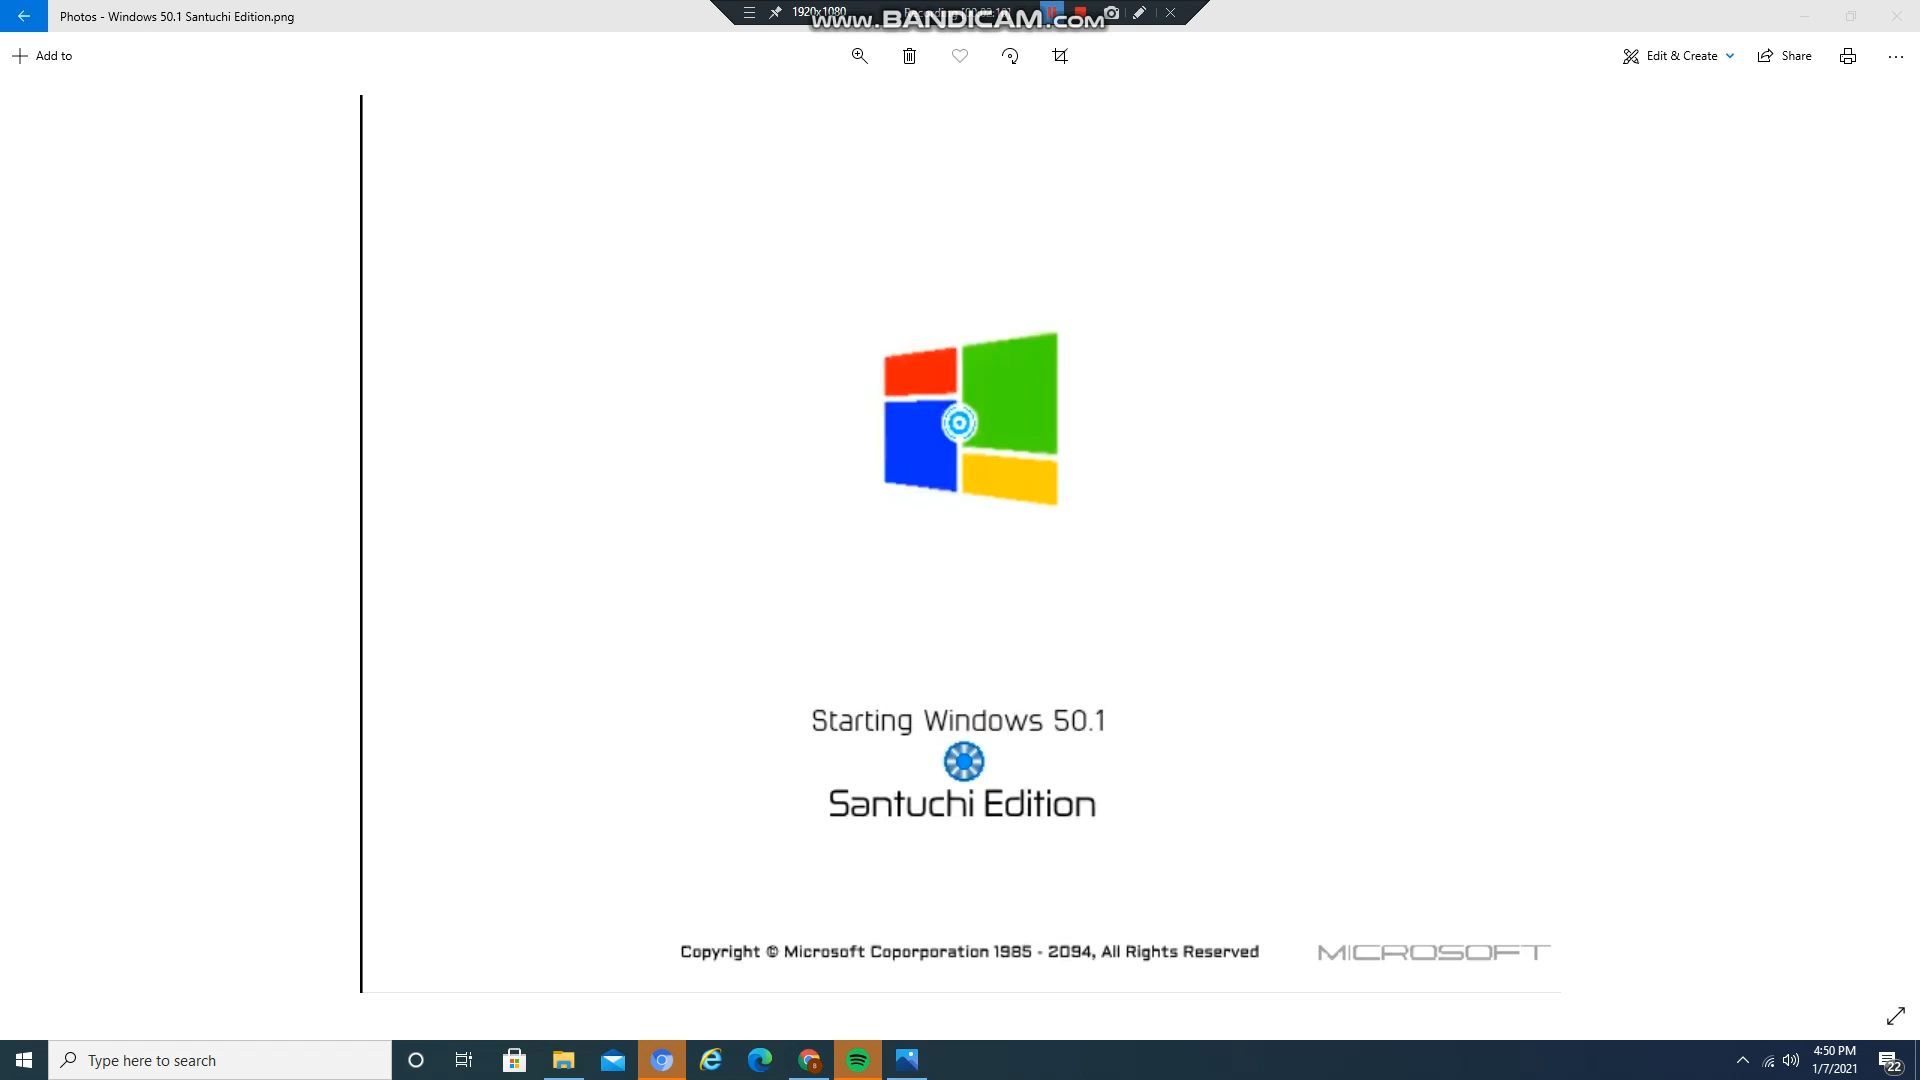 Photos - Windows 50.1 Santuchi Edition.png
1920x1080
www.BANDICAM.com
Add to
Edit & Create
Share
Starting Windows 50.1
Santuchi Edition
Copyright © Microsoft Coporporation 1985 - 2094, All Rights Reserved
MICROSOFT
Type here to search
4:50 PM
1/7/2021
22